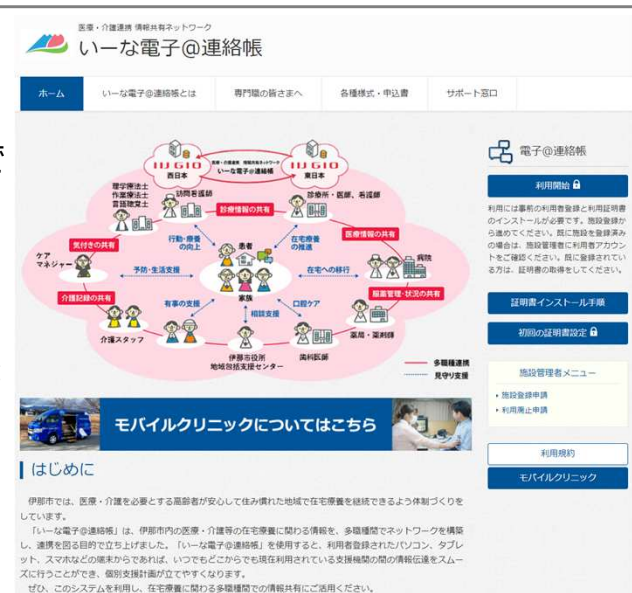 医療・介護連携 情報共有ネットワーク
いーな電子@連絡帳
ホーム
いーな電子@連絡帳とは
専門職の皆さまへ
各種様式・申込書
サポート窓口
IIJ GIO
西日本
医療・介護連携 情報共有ネットワーク
いーな電子@連絡帳
IIJ GIO
東日本
理学療法士
作業療法士
言語聴覚士
訪問看護師
診療所・医師、看護師
診療情報の共有
気付きの共有
行動・療養
の向上
患者
在宅療養
の推進
医療情報の共有
病院
ケア
マネジャー
予防・生活支援
在宅への移行
介護記録の共有
家族
服薬管理・状況の共有
有事の支援
相談支援
口腔ケア
介護スタッフ
伊那市役所
地域包括支援センター
歯科医師
薬局・薬剤師
多職種連携
見守り支援
モバイルクリニックについてはこちら
はじめに
伊那市では、医療・介護を必要とする高齢者が安心して住み慣れた地域で在宅療養を継続できるよう体制づくりを
しています。
「いーな電子@連絡帳」は、伊那市内の医療・介護等の在宅療養に関わる情報を、多職種間でネットワークを構築
し、連携を図る目的で立ち上げました。「いーな電子@連絡帳」を使用すると、利用者登録されたパソコン、タブレ
ット、スマホなどの端末からであれば、いつでもどこからでも現在利用されている支援機関の間の情報伝達をスムー
ズに行うことができ、個別支援計画が立てやすくなります。
ぜひ、このシステムを利用し、在宅療養に関わる多職種間での情報共有にご活用ください。
電子@連絡帳
利用開始
利用には事前の利用者登録と利用証明書
のインストールが必要です。施設登録か
ら進めてください。既に施設を登録済み
の場合は、施設管理者に利用者アカウン
トをご確認ください。既に登録されてい
る方は、証明書の取得をしてください。
証明書インストール手順
初回の証明書設定
施設管理者メニュー
施設登録申請
利用廃止申請
利用規約
モバイルクリニック